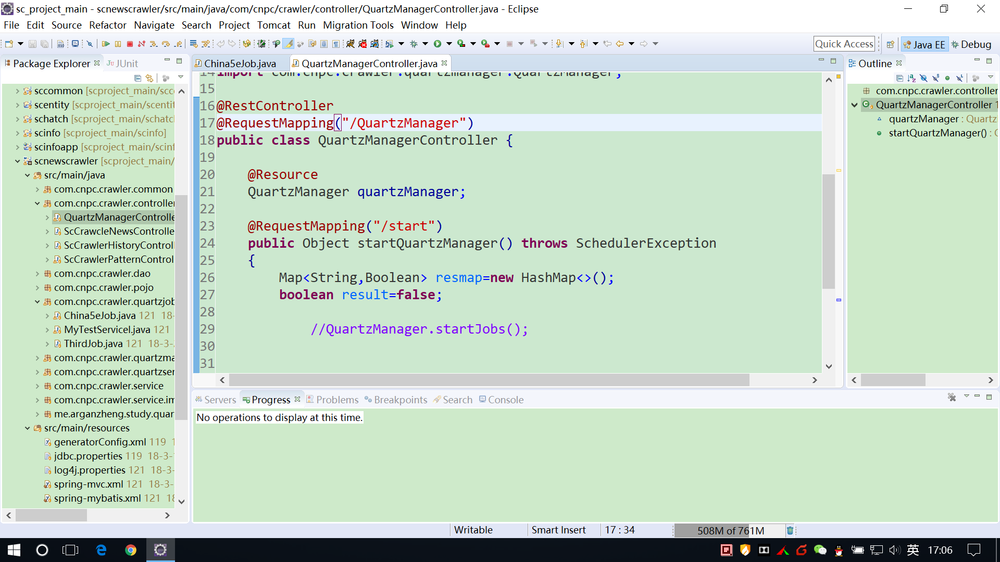 sc_project_main - scnewscrawler/src/main/java/com/cnpc/crawler/controller/QuartzManagerController.java - Eclipse
File Edit Source Refactor Navigate Search Project Tomcat Run Migration Tools Window Help
Quick Access Java EE Debug
Package Explorer JUnit
sccommon [scproject_main/scc
scentity [scproject_main/scentit
schatch [scproject_main/schatc
scinfo [scproject_main/scinfo]
scinfoapp [scproject_main/scinf
scnewscrawler [scproject_main/
src/main/java
com.cnpc.crawler.common
com.cnpc.crawler.controller
QuartzManagerControlle
ScCrawcleNewsControlle
ScCrawlerHistoryControl
ScCrawlerPatternControl
com.cnpc.crawler.dao
com.cnpc.crawler.pojo
com.cnpc.crawler.quartzjob
China5eJob.java 121 18-
MyTestServiceI.java 121
ThirdJob.java 121 18-3-
com.cnpc.crawler.quartzma
com.cnpc.crawler.quartzser
com.cnpc.crawler.service
com.cnpc.crawler.service.im
me.arganzheng.study.quar
src/main/resources
generatorConfig.xml 119 1
jdbc.properties 119 18-3-
log4j.properties 121 18-3-
spring-mvc.xml 121 18-3-
spring-mybatis.xml 121 18
China5eJob.java QuartzManagerController.java
14 import com.cnpc.crawler.quartzmanager.QuartzManager;
15
16 @RestController
17 @RequestMapping("/QuartzManager")
18 public class QuartzManagerController {
19
20 @Resource
21 QuartzManager quartzManager;
22
23 @RequestMapping("/start")
24 public Object startQuartzManager() throws SchedulerException
25 {
26 Map<String,Boolean> resmap=new HashMap<>();
27 boolean result=false;
28
29 //QuartzManager.startJobs();
30
31
Outline
com.cnpc.crawler.controller
QuartzManagerController 1
quartzManager : Quartz
startQuartzManager() : O
Servers Progress Problems Breakpoints Search Console
No operations to display at this time.
Writable Smart Insert 17 : 34 508M of 761M
英 17:06